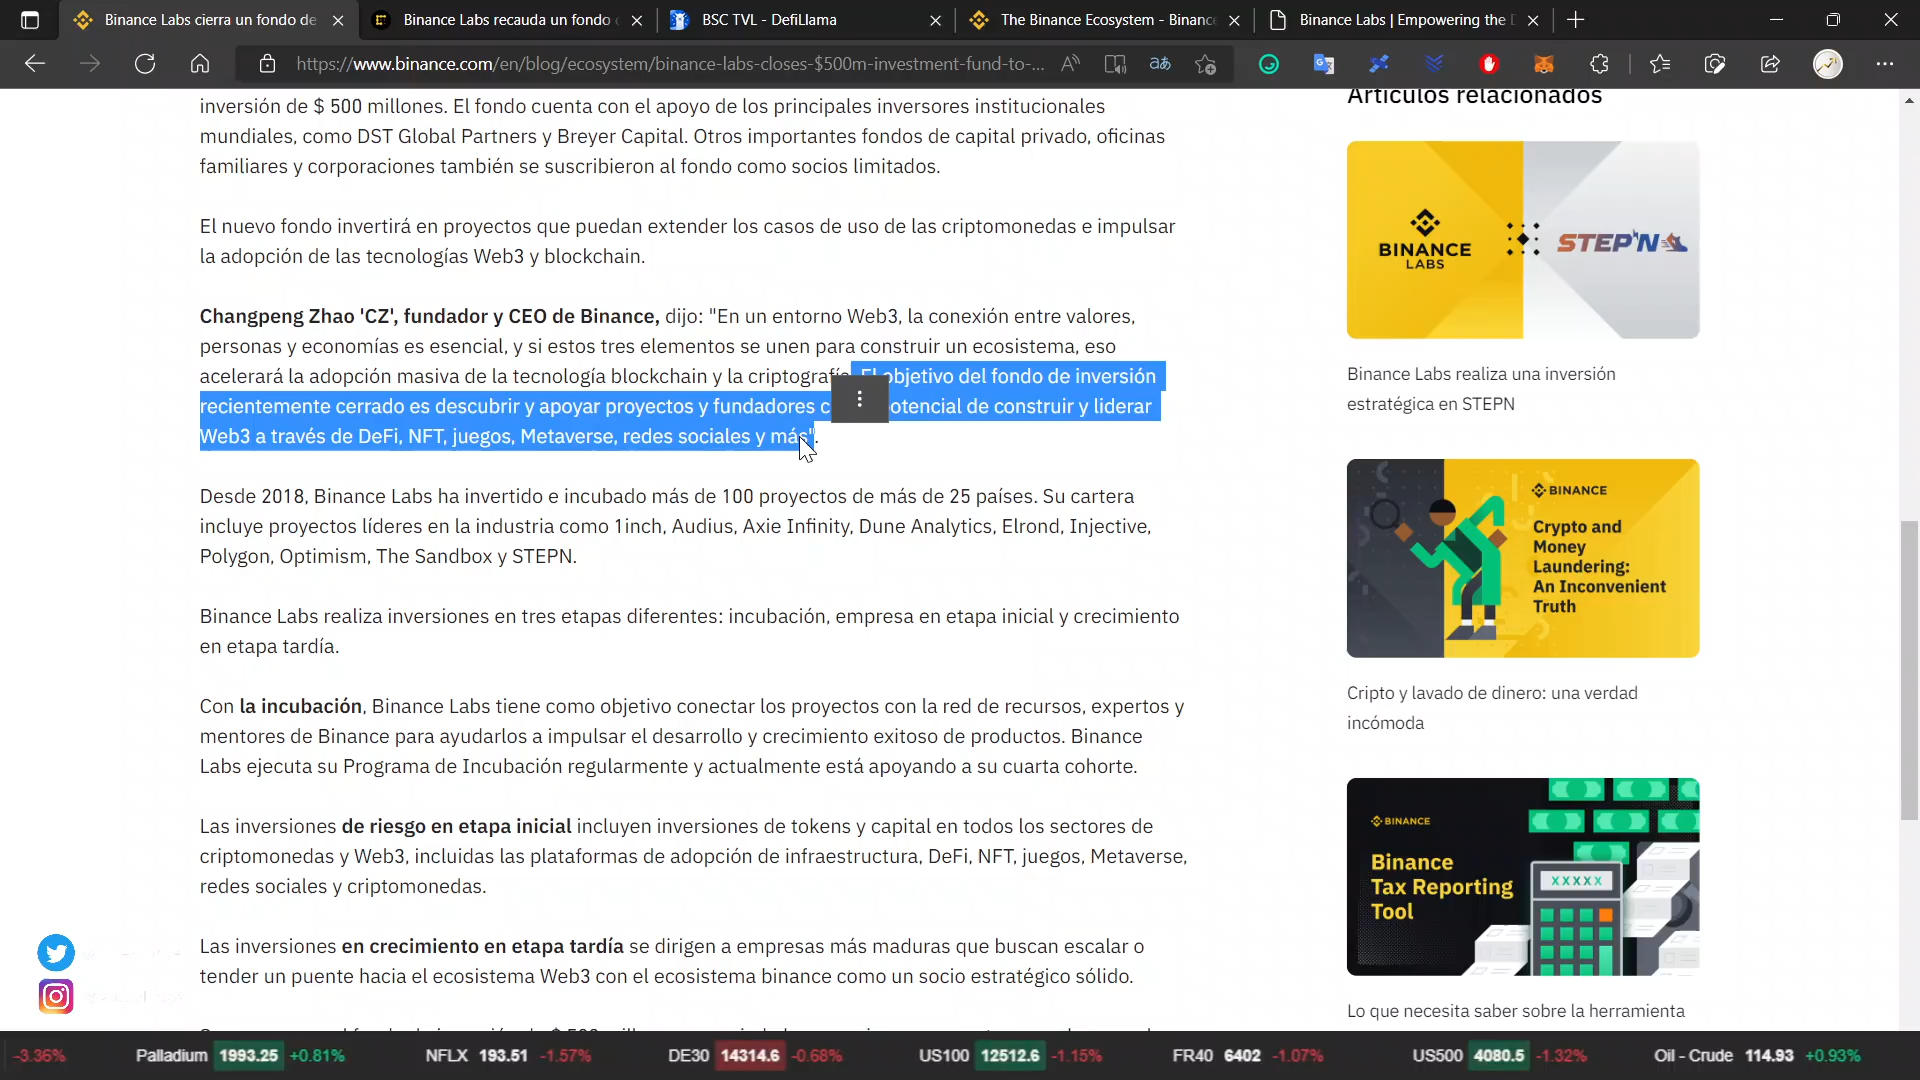 Binance Labs cierra un fondo de
Binance Labs recauda un fondo
BSC TVL - DefiLlama
The Binance Ecosystem - Binanc
Binance Labs | Empowering the D
https://www.binance.com/en/blog/ecosystem/binance-labs-closes-$500m-investment-fund-to-...
inversión de $ 500 millones. El fondo cuenta con el apoyo de los principales inversores institucionales
mundiales, como DST Global Partners y Breyer Capital. Otros importantes fondos de capital privado, oficinas
familiares y corporaciones también se suscribieron al fondo como socios limitados.
El nuevo fondo invertirá en proyectos que puedan extender los casos de uso de las criptomonedas e impulsar
la adopción de las tecnologías Web3 y blockchain.
Changpeng Zhao 'CZ', fundador y CEO de Binance, dijo: "En un entorno Web3, la conexión entre valores,
personas y economías es esencial, y si estos tres elementos se unen para construir un ecosistema, eso
acelerará la adopción masiva de la tecnología blockchain y la criptografía. El objetivo del fondo de inversión
recientemente cerrado es descubrir y apoyar proyectos y fundadores c otencial de construir y liderar
Web3 a través de DeFi, NFT, juegos, Metaverse, redes sociales y más".
Desde 2018, Binance Labs ha invertido e incubado más de 100 proyectos de más de 25 países. Su cartera
incluye proyectos líderes en la industria como 1inch, Audius, Axie Infinity, Dune Analytics, Elrond, Injective,
Polygon, Optimism, The Sandbox y STEPN.
Binance Labs realiza inversiones en tres etapas diferentes: incubación, empresa en etapa inicial y crecimiento
en etapa tardía.
Con la incubación, Binance Labs tiene como objetivo conectar los proyectos con la red de recursos, expertos y
mentores de Binance para ayudarlos a impulsar el desarrollo y crecimiento exitoso de productos. Binance
Labs ejecuta su Programa de Incubación regularmente y actualmente está apoyando a su cuarta cohorte.
Las inversiones de riesgo en etapa inicial incluyen inversiones de tokens y capital en todos los sectores de
criptomonedas y Web3, incluidas las plataformas de adopción de infraestructura, DeFi, NFT, juegos, Metaverse,
redes sociales y criptomonedas.
Las inversiones en crecimiento en etapa tardía se dirigen a empresas más maduras que buscan escalar o
tender un puente hacia el ecosistema Web3 con el ecosistema binance como un socio estratégico sólido.
Artículos relacionados
BINANCE
LABS
STEP'N
Binance Labs realiza una inversión
estratégica en STEPN
BINANCE
Crypto and
Money
Laundering:
An Inconvenient
Truth
Cripto y lavado de dinero: una verdad
incómoda
BINANCE
Binance
Tax Reporting
Tool
XXXXX
Lo que necesita saber sobre la herramienta
-3.36% Palladium 1993.25 +0.81% NFLX 193.51 -1.57% DE30 14314.6 -0.68% US100 12512.6 -1.15% FR40 6402 -1.07% US500 4080.5 -1.32% Oil - Crude 114.93 +0.93%